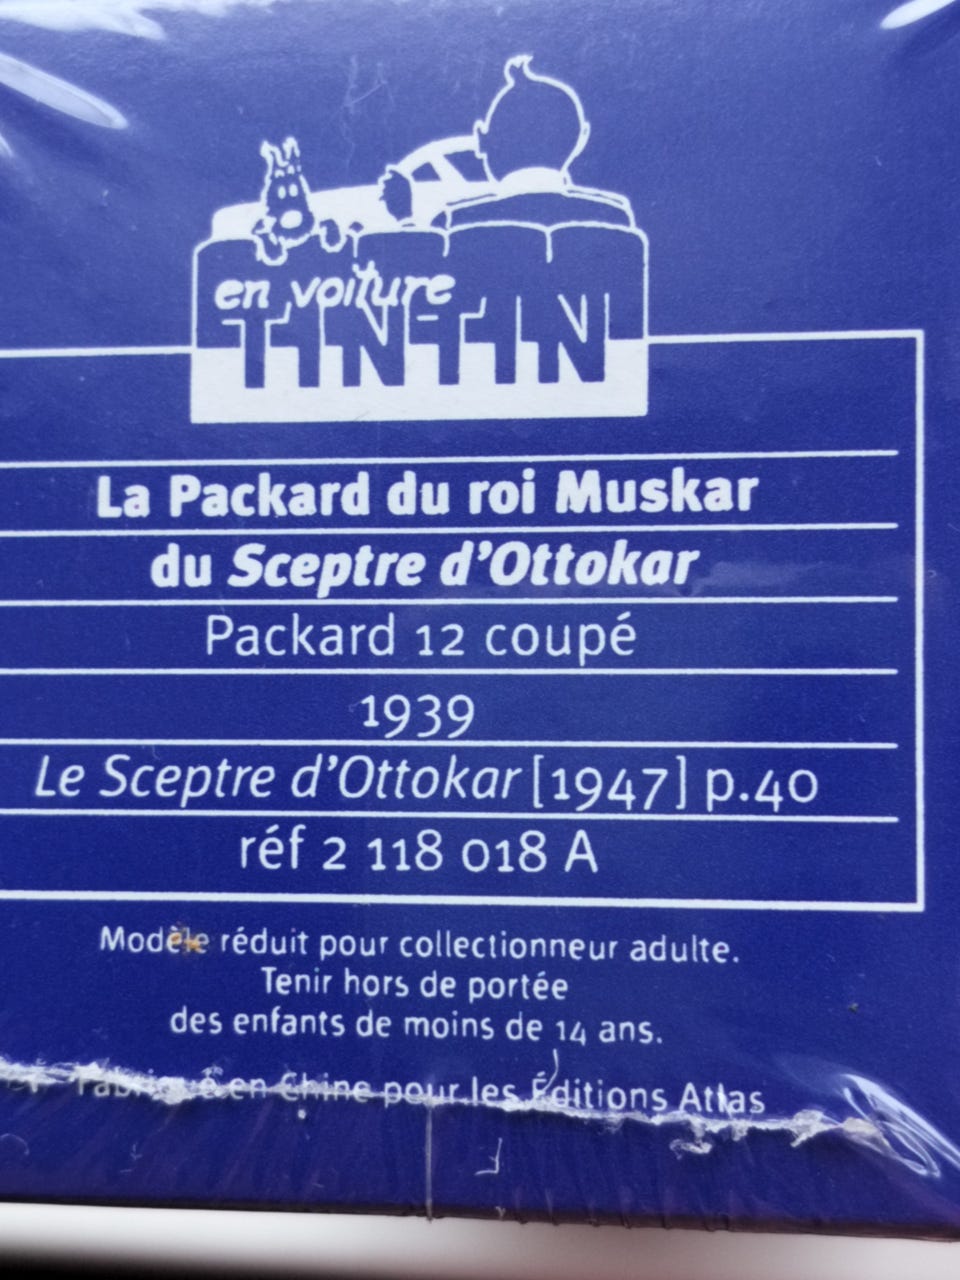 en voiture
TINTIN
La Packard du roi Muskar
du Sceptre d'Ottokar
Packard 12 coupé
1939
Le Sceptre d'Ottokar [1947] p.40
réf 2 118 018 A
Modèle réduit pour collectionneur adulte.
Tenir hors de portée
des enfants de moins de 14 ans.
Fabriqué en Chine pour les Éditions Atlas